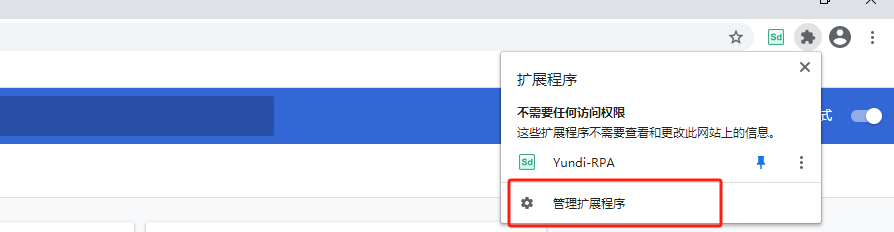 Sd
扩展程序
不需要任何访问权限
式
这些扩展程序不需要查看和更改此网站上的信息。
Sd Yundi-RPA
管理扩展程序